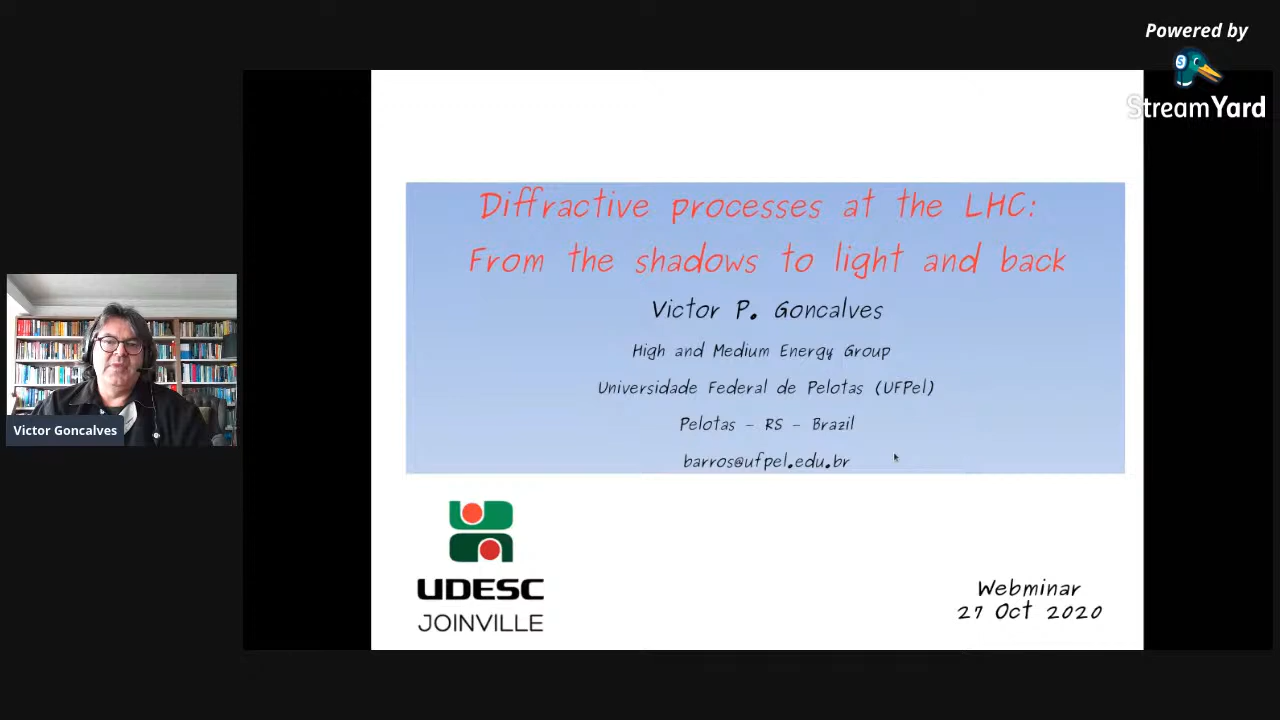 Powered by
StreamYard
Diffractive processes at the LHC:
From the shadows to light and back
Victor P. Goncalves
High and Medium Energy Group
Universidade Federal de Pelotas (UFPel)
Pelotas - RS - Brazil
barros@ufpel.edu.br
Victor Goncalves
UDESC
JOINVILLE
Webminar
27 Oct 2020